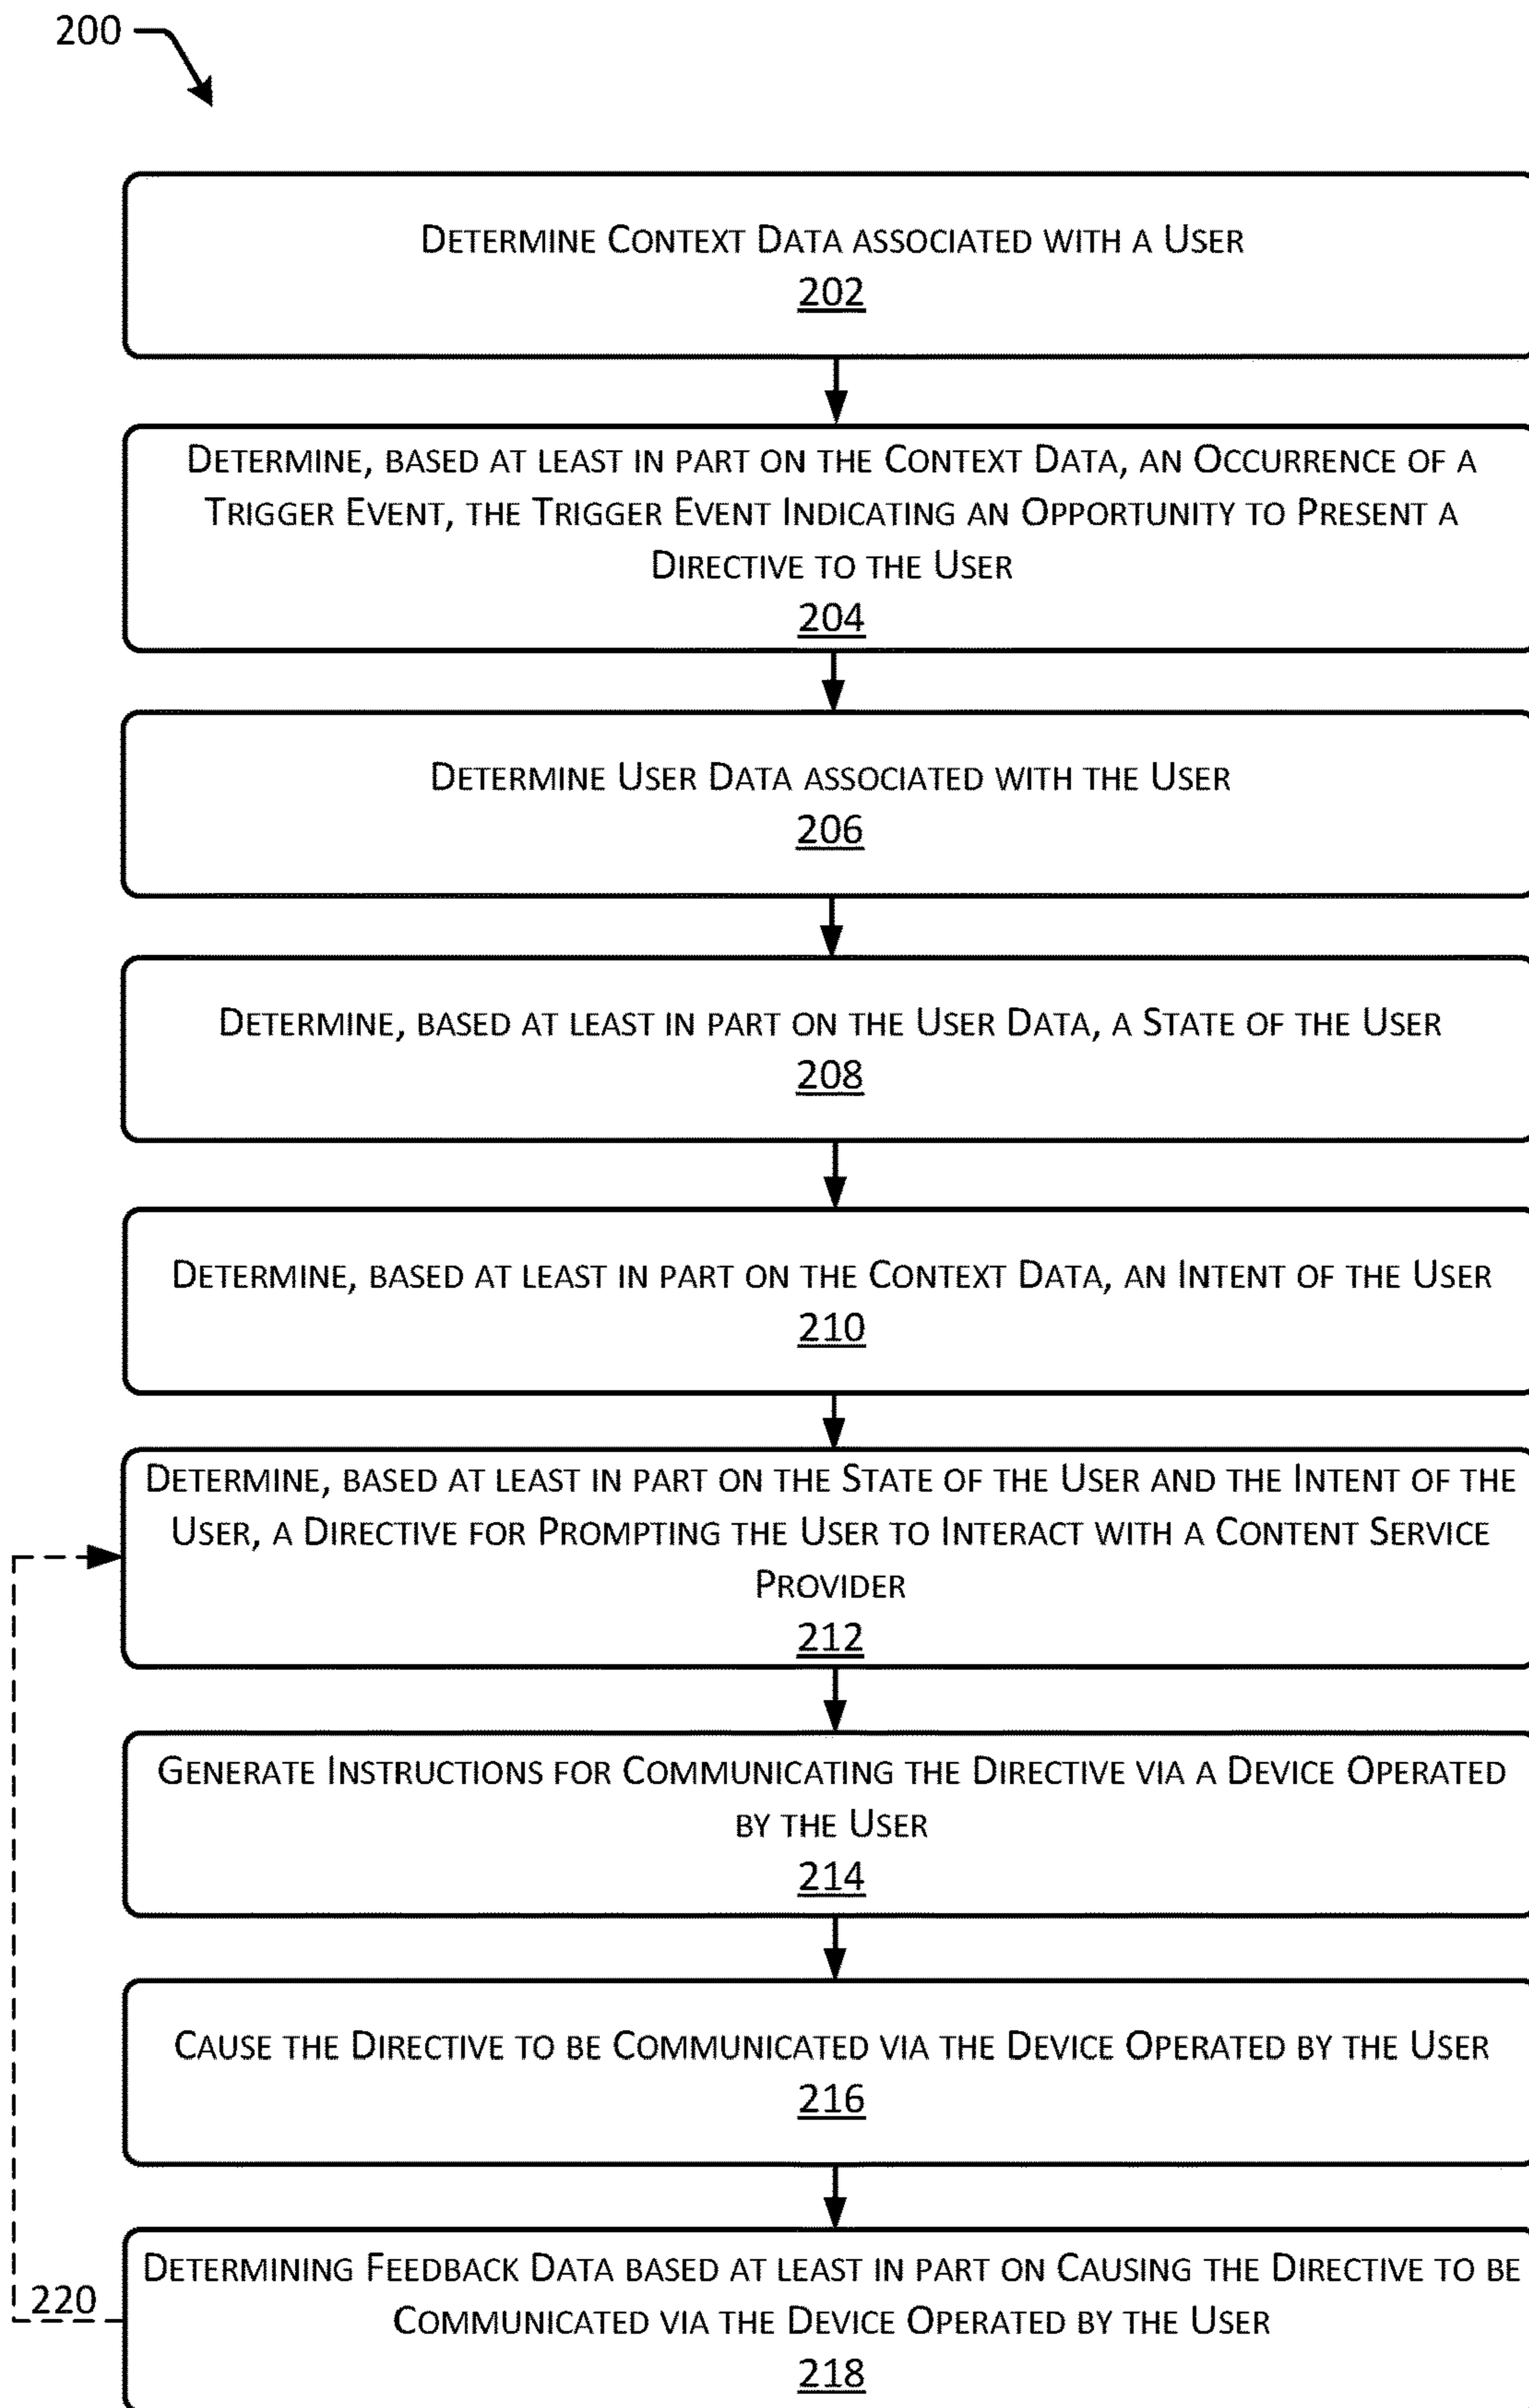 200
DETERMINE CONTEXT DATA ASSOCIATED WITH A USER
202
DETERMINE, BASED AT LEAST IN PART ON THE CONTEXT DATA, AN OCCURRENCE OF A
TRIGGER EVENT, THE TRIGGER EVENT INDICATING AN OPPORTUNITY TO PRESENT A
DIRECTIVE TO THE USER
204
DETERMINE USER DATA ASSOCIATED WITH THE USER
206
DETERMINE, BASED AT LEAST IN PART ON THE USER DATA, A STATE OF THE USER
208
DETERMINE, BASED AT LEAST IN PART ON THE CONTEXT DATA, AN INTENT OF THE USER
210
DETERMINE, BASED AT LEAST IN PART ON THE STATE OF THE USER AND THE INTENT OF THE
USER, A DIRECTIVE FOR PROMPTING THE USER TO INTERACT WITH A CONTENT SERVICE
PROVIDER
212
GENERATE INSTRUCTIONS FOR COMMUNICATING THE DIRECTIVE VIA A DEVICE OPERATED
BY THE USER
214
CAUSE THE DIRECTIVE TO BE COMMUNICATED VIA THE DEVICE OPERATED BY THE USER
216
DETERMINING FEEDBACK DATA BASED AT LEAST IN PART ON CAUSING THE DIRECTIVE TO BE
COMMUNICATED VIA THE DEVICE OPERATED BY THE USER
218
220